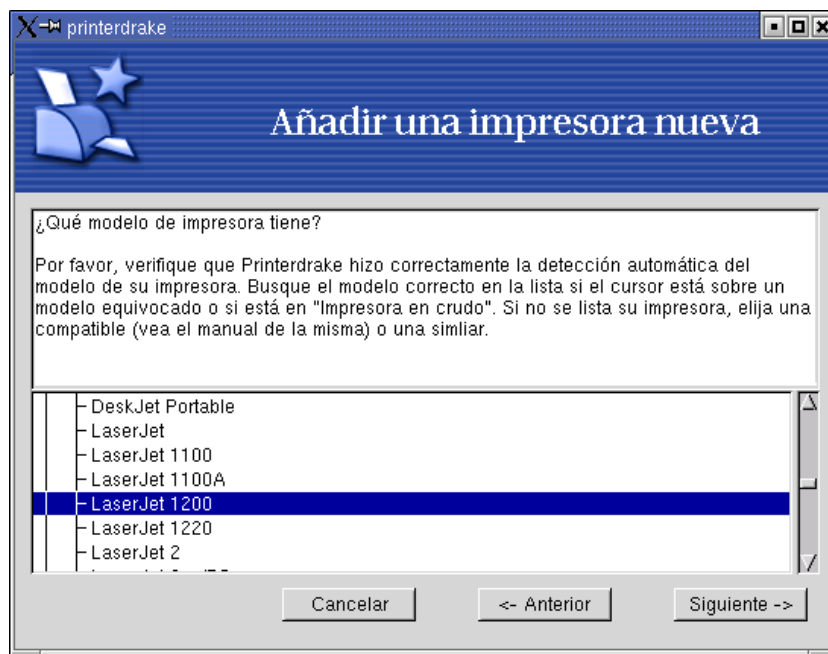 printerdrake
Añadir una impresora nueva
¿Qué modelo de impresora tiene?
Por favor, verifique que Printerdrake hizo correctamente la detección automática del
modelo de su impresora. Busque el modelo correcto en la lista si el cursor está sobre un
modelo equivocado o si está en "Impresora en crudo". Si no se lista su impresora, elija una
compatible (vea el manual de la misma) o una simliar.
DeskJet Portable
LaserJet
LaserJet 1100
LaserJet 1100A
LaserJet 1200
LaserJet 1220
LaserJet 2
Cancelar
<- Anterior
Siguiente ->